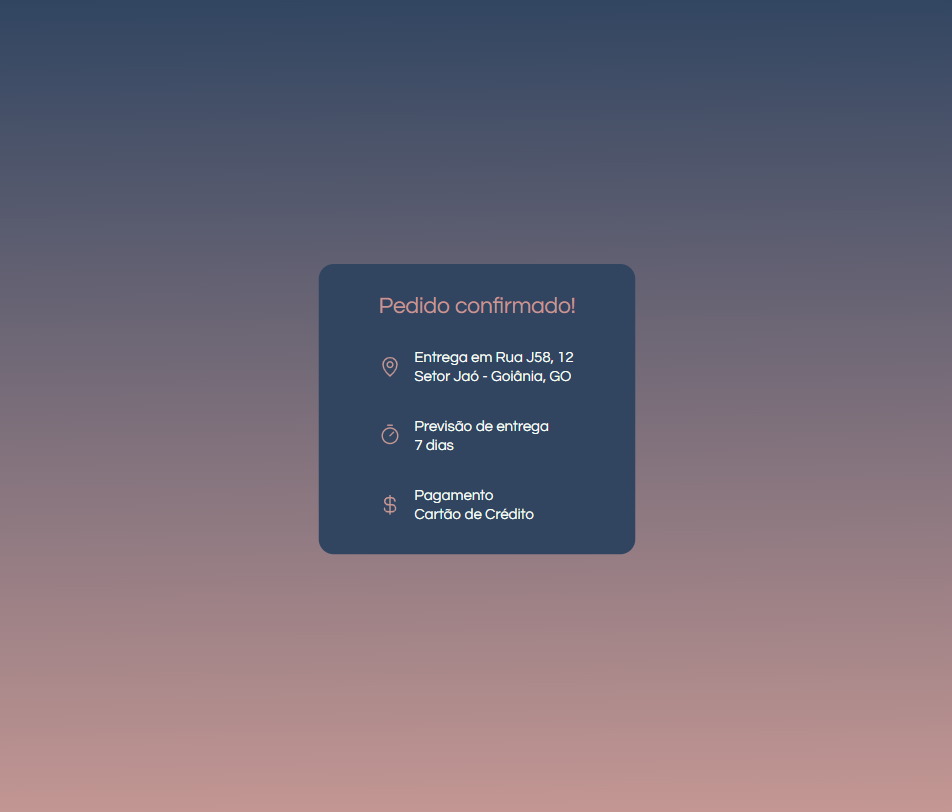 Pedido confirmado!
Entrega em Rua J58, 12
Setor Jaó - Goiânia, GO
Previsão de entrega
7 dias
Pagamento
Cartão de Crédito